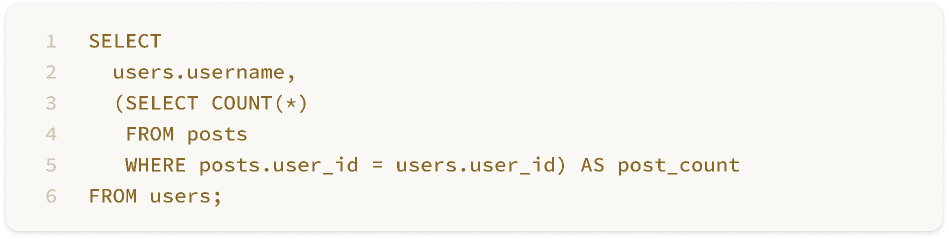 1 SELECT
2 users.username,
3 (SELECT COUNT(*)
4 FROM posts
5 WHERE posts.user_id = users.user_id) AS post_count
6 FROM users;